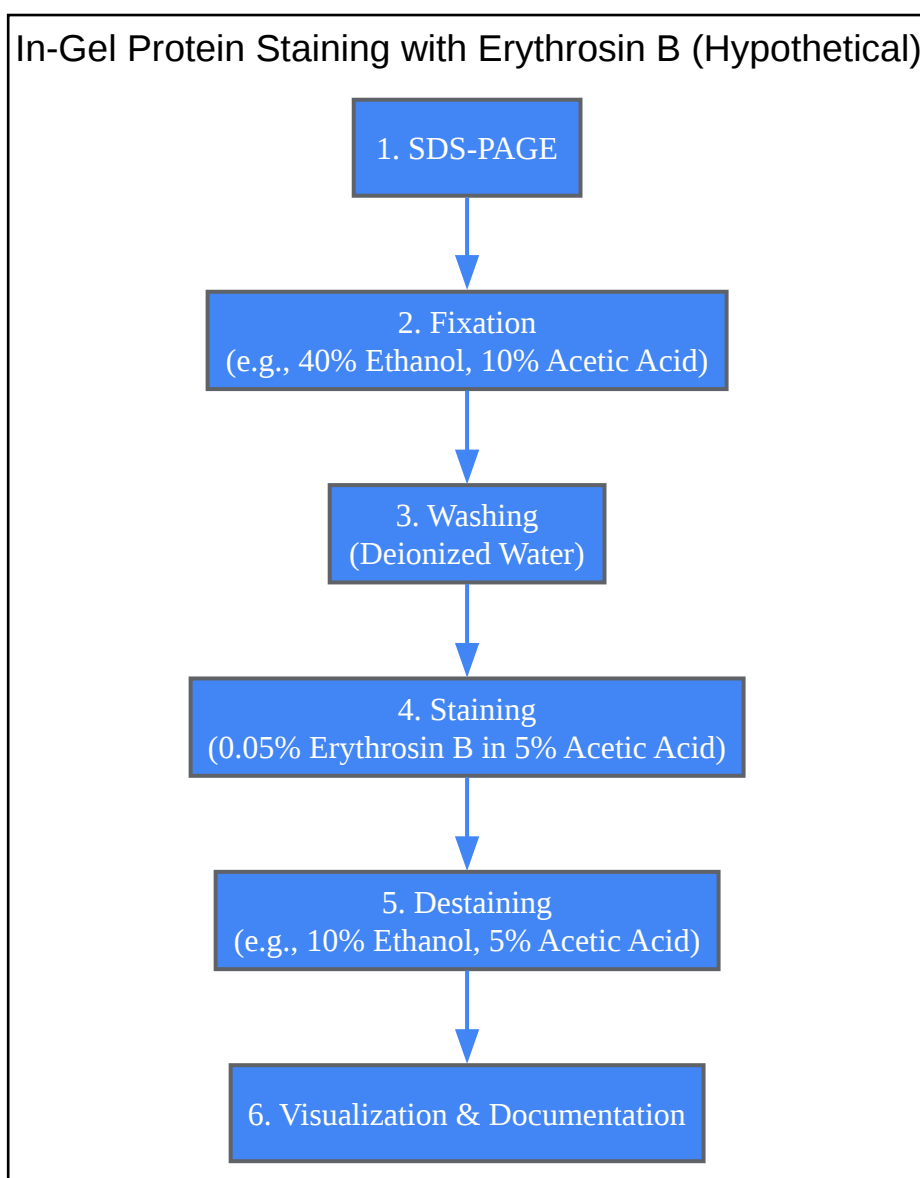 In-Gel Protein Staining with Erythrosin B (Hypothetical)
1. SDS-PAGE
2. Fixation
(e.g., 40% Ethanol, 10% Acetic Acid)
3. Washing
(Deionized Water)
4. Staining
(0.05% Erythrosin B in 5% Acetic Acid)
5. Destaining
(e.g., 10% Ethanol, 5% Acetic Acid)
6. Visualization & Documentation